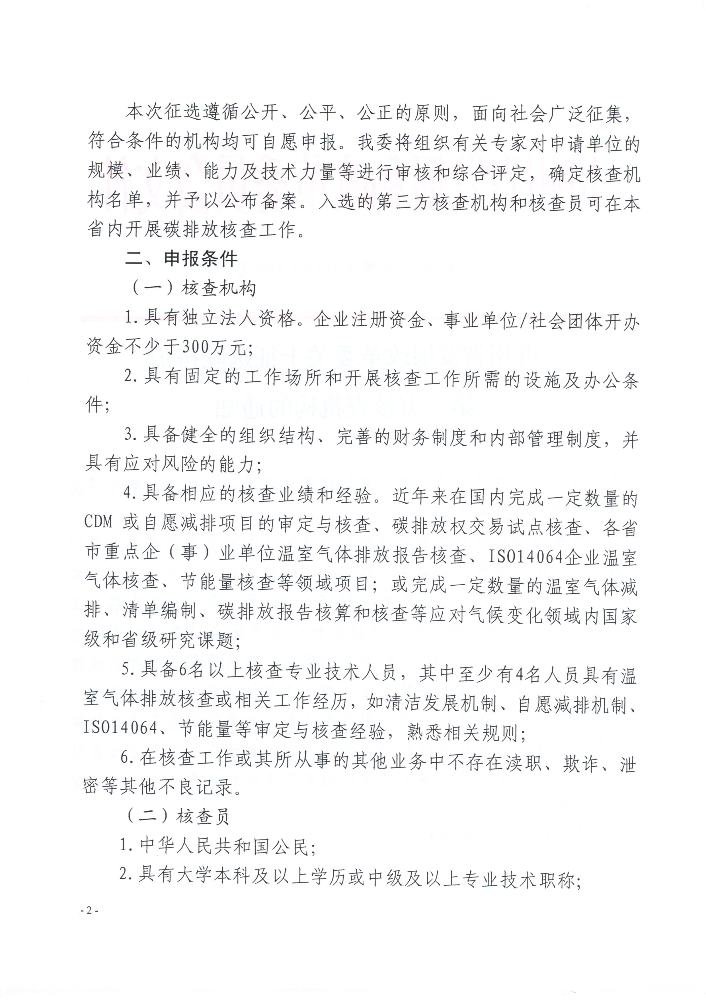 本次征选遵循公开、公平、公正的原则，面向社会广泛征集，
符合条件的机构均可自愿申报。我委将组织有关专家对申请单位的
规模、业绩、能力及技术力量等进行审核和综合评定，确定核查机
构名单，并予以公布备案。入选的第三方核查机构和核查员可在本
省内开展碳排放核查工作。
二、申报条件
（一）核查机构
1.具有独立法人资格。企业注册资金、事业单位/社会团体开办
资金不少于300万元；
2.具有固定的工作场所和开展核查工作所需的设施及办公条
件；
3.具备健全的组织结构、完善的财务制度和内部管理制度，并
具有应对风险的能力；
4.具备相应的核查业绩和经验。近年来在国内完成一定数量的
CDM 或自愿减排项目的审定与核查、碳排放权交易试点核查、各省
市重点企（事）业单位温室气体排放报告核查、ISO14064企业温室
气体核查、节能量核查等领域项目；或完成一定数量的温室气体减
排、清单编制、碳排放报告核算和核查等应对气候变化领域内国家
级和省级研究课题；
5.具备6名以上核查专业技术人员，其中至少有4名人员具有温
室气体排放核查或相关工作经历，如清洁发展机制、自愿减排机制、
ISO14064、节能量等审定与核查经验，熟悉相关规则；
6.在核查工作或其所从事的其他业务中不存在渎职、欺诈、泄
密等其他不良记录。
（二）核查员
1.中华人民共和国公民；
2.具有大学本科及以上学历或中级及以上专业技术职称；
-2-